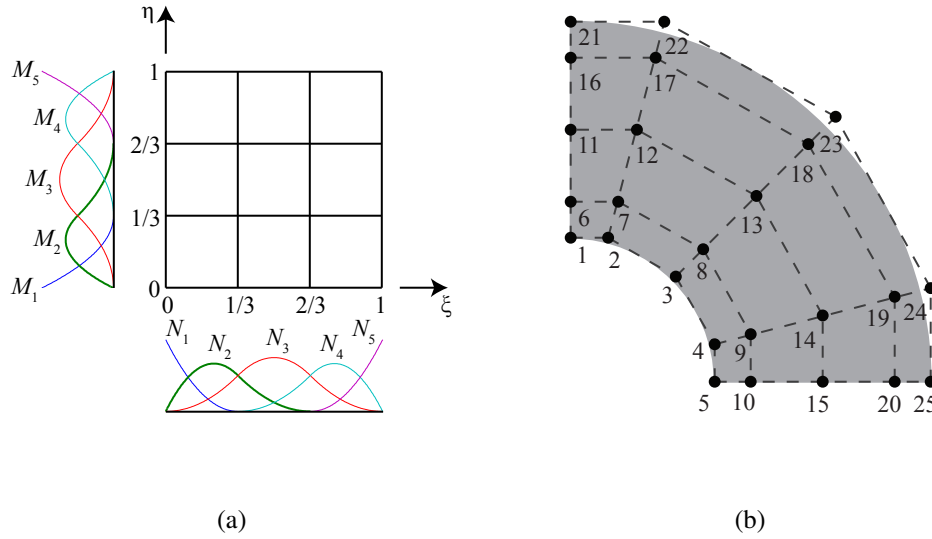 η
M₅
M₄
M₃
M₂
M₁
1
2/3
1/3
0
0 1/3 2/3 1 ξ
N₁ N₂ N₃ N₄ N₅
(a)
21 22
16 17
23
11 12 18
6 7 13
1 2 8
3 19 24
4 9 14
5 10 15 20 25
(b)